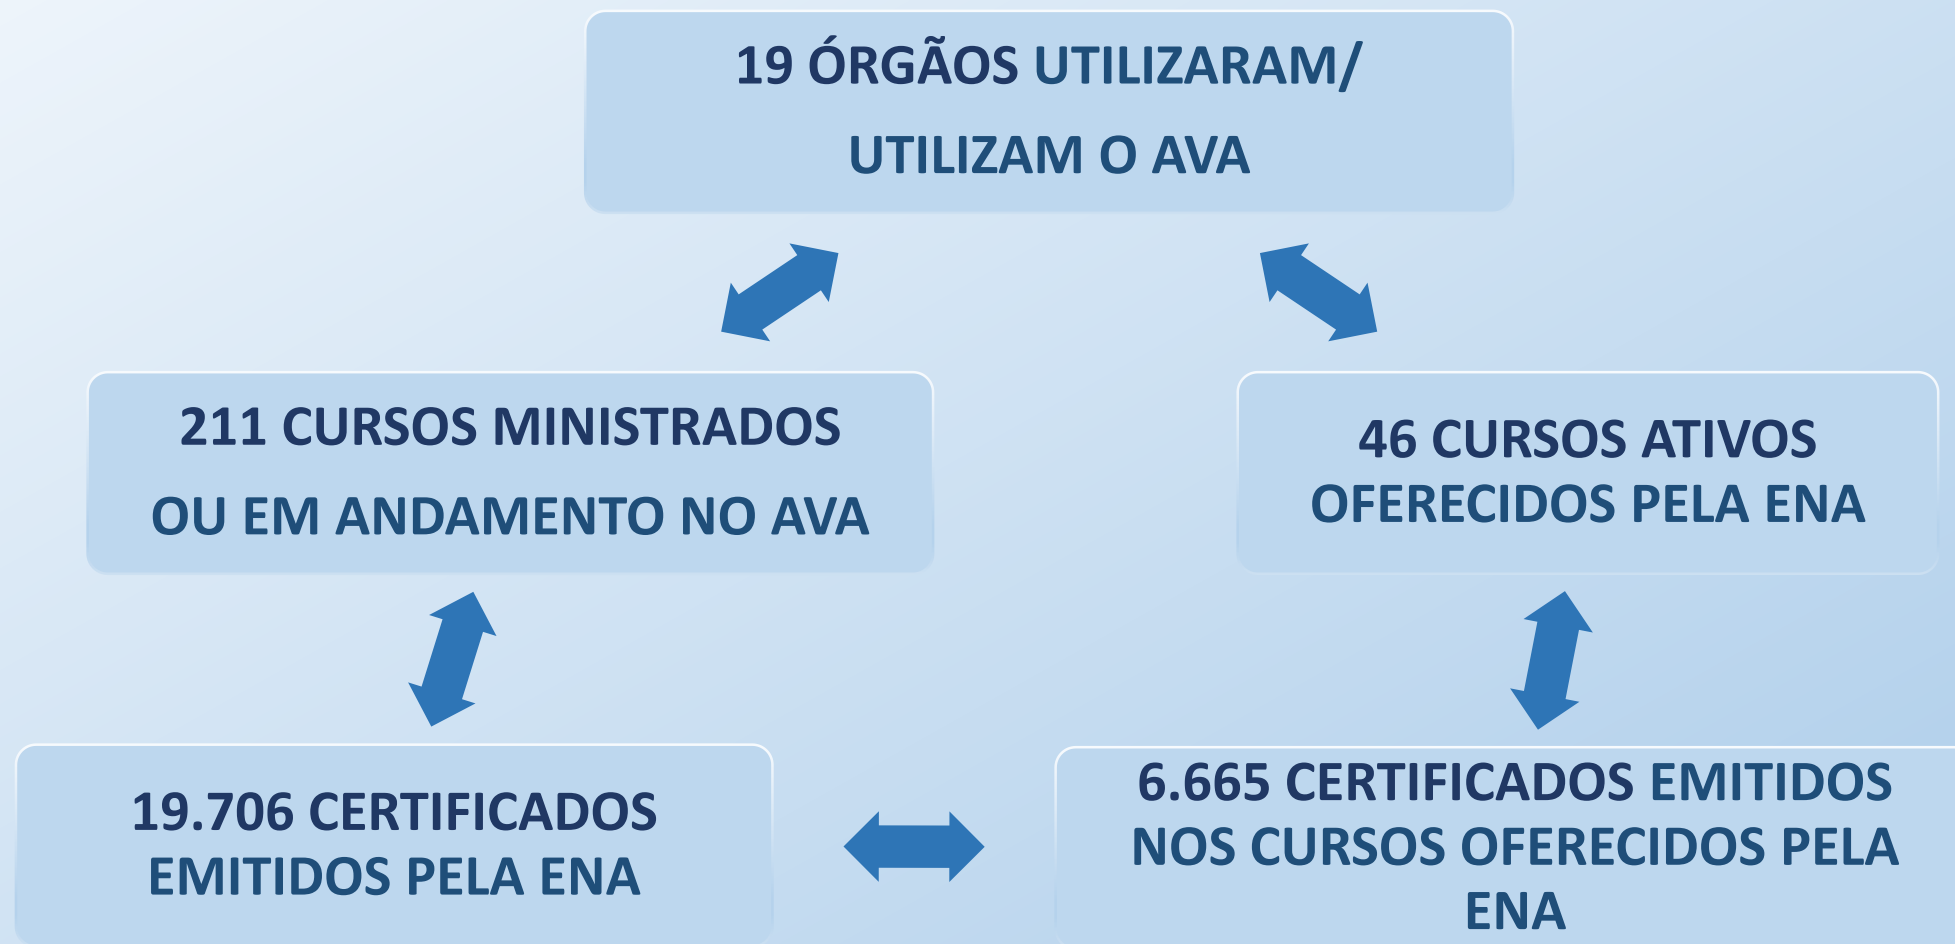 19 ÓRGÃOS UTILIZARAM/
UTILIZAM O AVA
211 CURSOS MINISTRADOS
OU EM ANDAMENTO NO AVA
46 CURSOS ATIVOS
OFERECIDOS PELA ENA
19.706 CERTIFICADOS
EMITIDOS PELA ENA
6.665 CERTIFICADOS EMITIDOS
NOS CURSOS OFERECIDOS PELA
ENA